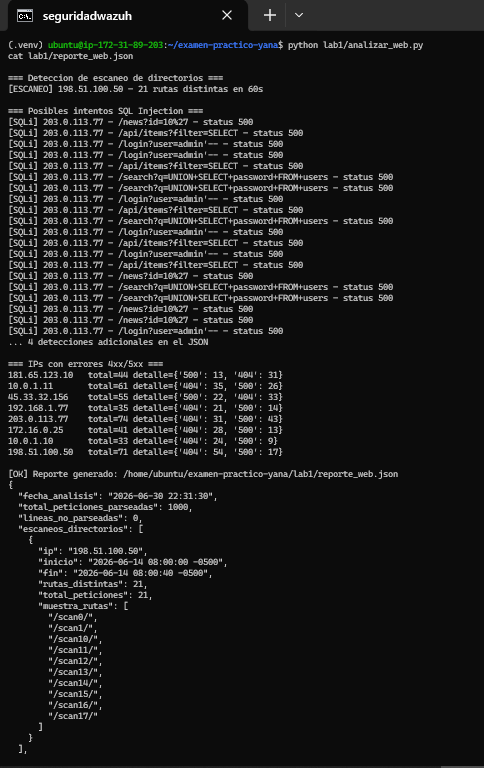 seguridadwazuh
(.venv) ubuntu@ip-172-31-89-203:~/examen-practico-yana$ python lab1/analizar_web.py
cat lab1/reporte_web.json
=== Deteccion de escaneo de directorios ===
[ESCANEO] 198.51.100.50 - 21 rutas distintas en 60s
=== Posibles intentos SQL Injection ===
[SQLi] 203.0.113.77 - /news?id=10%27 - status 500
[SQLi] 203.0.113.77 - /api/items?filter=SELECT - status 500
[SQLi] 203.0.113.77 - /login?user=admin'-- - status 500
[SQLi] 203.0.113.77 - /login?user=admin'-- - status 500
[SQLi] 203.0.113.77 - /api/items?filter=SELECT - status 500
[SQLi] 203.0.113.77 - /search?q=UNION+SELECT+password+FROM+users - status 500
[SQLi] 203.0.113.77 - /search?q=UNION+SELECT+password+FROM+users - status 500
[SQLi] 203.0.113.77 - /login?user=admin'-- - status 500
[SQLi] 203.0.113.77 - /api/items?filter=SELECT - status 500
[SQLi] 203.0.113.77 - /search?q=UNION+SELECT+password+FROM+users - status 500
[SQLi] 203.0.113.77 - /login?user=admin'-- - status 500
[SQLi] 203.0.113.77 - /api/items?filter=SELECT - status 500
[SQLi] 203.0.113.77 - /login?user=admin'-- - status 500
[SQLi] 203.0.113.77 - /api/items?filter=SELECT - status 500
[SQLi] 203.0.113.77 - /news?id=10%27 - status 500
[SQLi] 203.0.113.77 - /search?q=UNION+SELECT+password+FROM+users - status 500
[SQLi] 203.0.113.77 - /search?q=UNION+SELECT+password+FROM+users - status 500
[SQLi] 203.0.113.77 - /news?id=10%27 - status 500
[SQLi] 203.0.113.77 - /news?id=10%27 - status 500
[SQLi] 203.0.113.77 - /login?user=admin'-- - status 500
... 4 detecciones adicionales en el JSON
=== IPs con errores 4xx/5xx ===
181.65.123.10 total=44 detalle={'500': 13, '404': 31}
10.0.1.11 total=61 detalle={'404': 35, '500': 26}
45.33.32.156 total=55 detalle={'500': 22, '404': 33}
192.168.1.77 total=35 detalle={'404': 21, '500': 14}
203.0.113.77 total=74 detalle={'404': 31, '500': 43}
172.16.0.25 total=41 detalle={'404': 28, '500': 13}
10.0.1.10 total=33 detalle={'404': 24, '500': 9}
198.51.100.50 total=71 detalle={'404': 54, '500': 17}
[OK] Reporte generado: /home/ubuntu/examen-practico-yana/lab1/reporte_web.json
{
"fecha_analisis": "2026-06-30 22:31:30",
"total_peticiones_parseadas": 1000,
"lineas_no_parseadas": 0,
"escaneos_directorios": [
{
"ip": "198.51.100.50",
"inicio": "2026-06-14 08:00:00 -0500",
"fin": "2026-06-14 08:00:40 -0500",
"rutas_distintas": 21,
"total_peticiones": 21,
"muestra_rutas": [
"/scan0/",
"/scan1/",
"/scan10/",
"/scan11/",
"/scan12/",
"/scan13/",
"/scan14/",
"/scan15/",
"/scan16/",
"/scan17/"
]
}
],